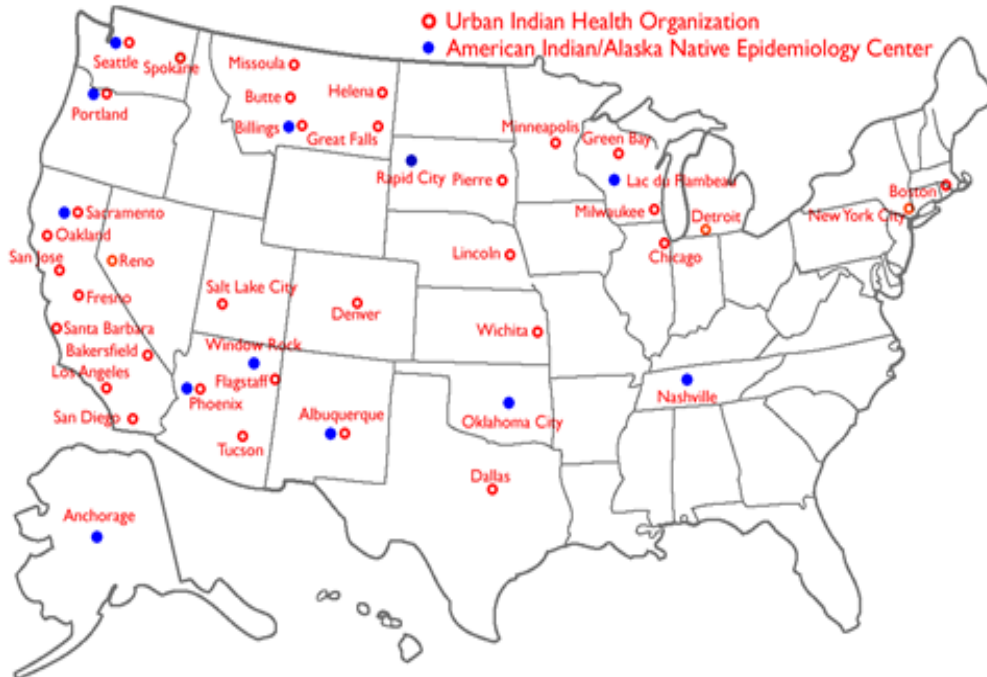 Urban Indian Health Organization
American Indian/Alaska Native Epidemiology Center
Seattle
Spokane
Missoula
Portland
Butte
Helena
Billings
Great Falls
Minneapolis
Green Bay
Rapid City
Pierre
Lac du Flambeau
Boston
Sacramento
Milwaukee
Detroit
New York City
Oakland
San Jose
Reno
Lincoln
Chicago
Fresno
Salt Lake City
Denver
Santa Barbara
Wichita
Bakersfield
Window Rock
Los Angeles
Flagstaff
Phoenix
Nashville
San Diego
Albuquerque
Oklahoma City
Tucson
Dallas
Anchorage